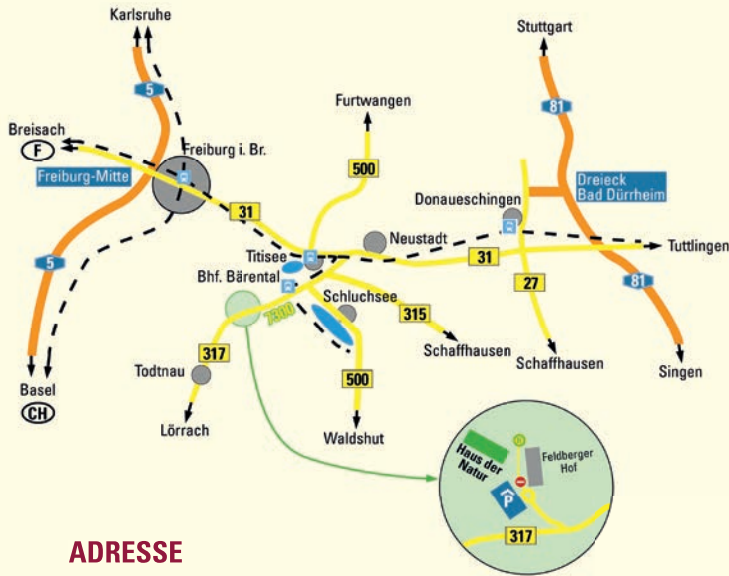 Karlsruhe
Stuttgart
5
81
Furtwangen
Breisach
F
Freiburg i. Br.
Freiburg-Mitte
500
Dreieck
Bad Dürrheim
Donaueschingen
31
Neustadt
Titisee
Tuttlingen
31
Bhf. Bärental
27
5
81
Schluchsee
7300
315
317
Schaffhausen
Schaffhausen
Singen
Todtnau
500
Basel
CH
Lörrach
Waldshut
Haus der
Natur
Feldberger
Hof
P
317
ADRESSE